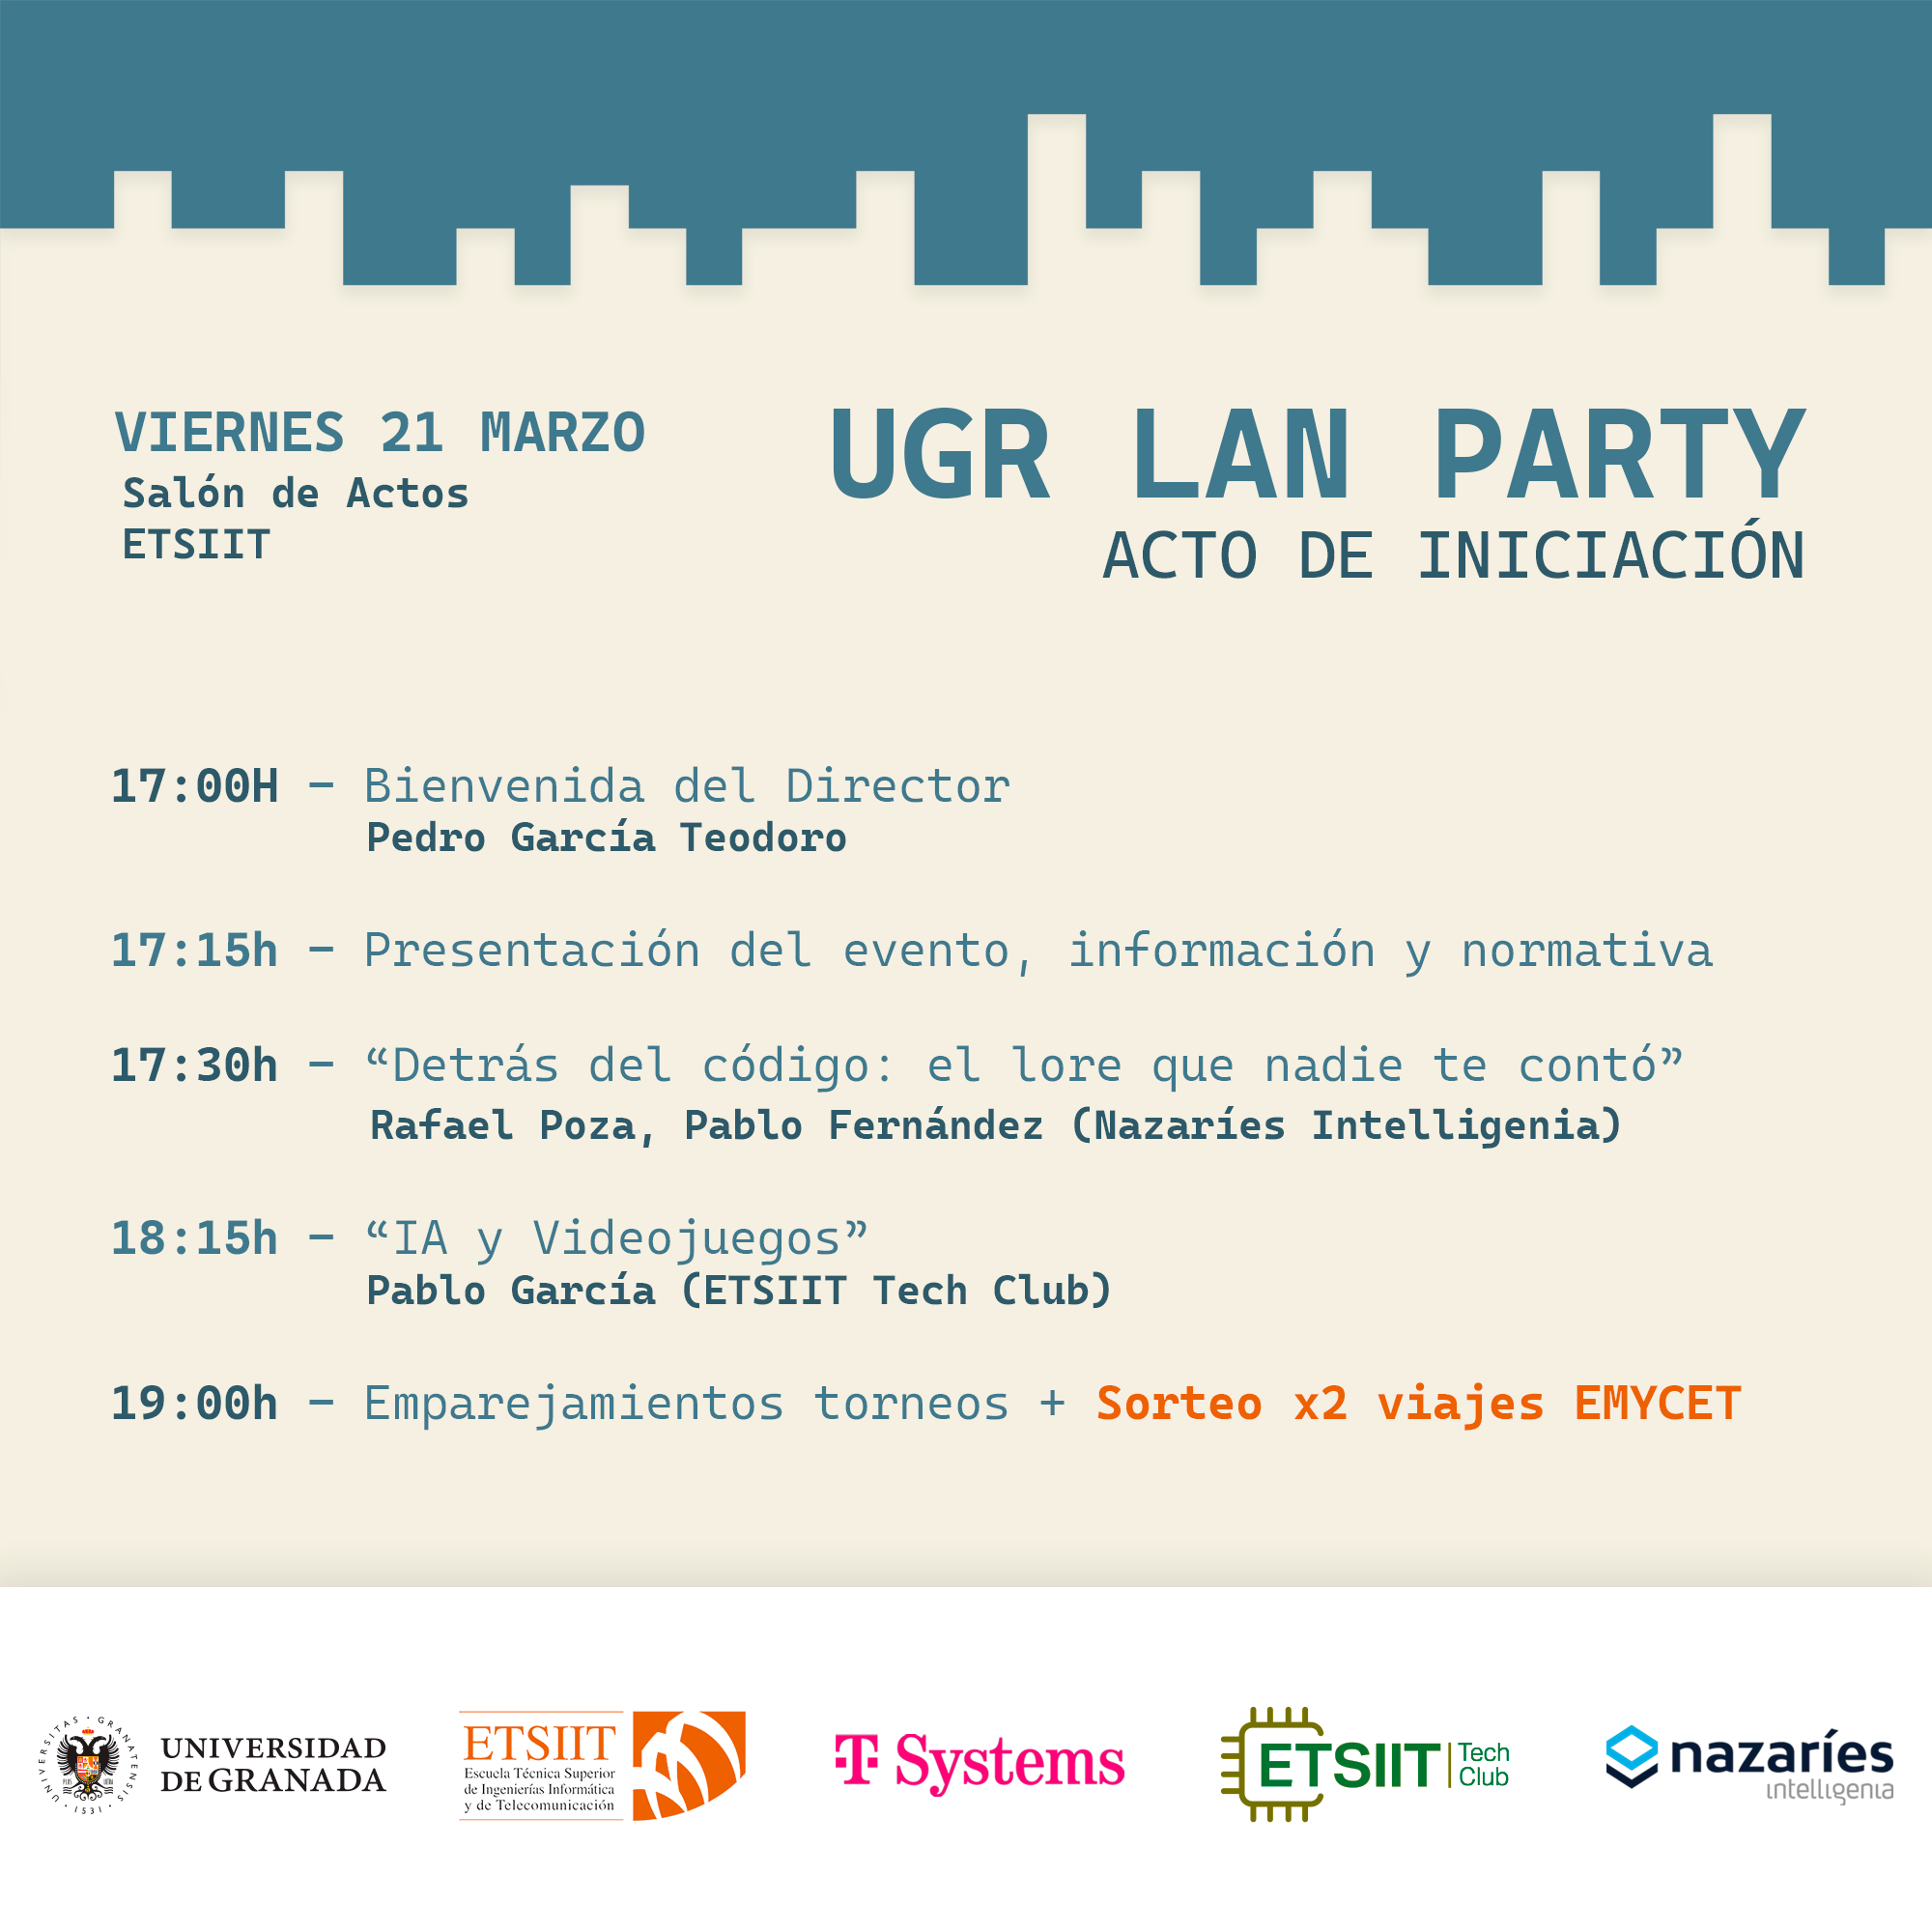 VIERNES 21 MARZO
Salón de Actos
ETSIIT
UGR LAN PARTY
ACTO DE INICIACIÓN
17:00H – Bienvenida del Director
Pedro García Teodoro
17:15h – Presentación del evento, información y normativa
17:30h – “Detrás del código: el lore que nadie te contó”
Rafael Poza, Pablo Fernández (Nazaríes Intelligenia)
18:15h – “IA y Videojuegos”
Pablo García (ETSIIT Tech Club)
19:00h – Emparejamientos torneos + Sorteo x2 viajes EMYCET
UNIVERSITAS · GRANATENSIS · 1531 ·
UNIVERSIDAD
DE GRANADA
ETSIIT
Escuela Técnica Superior
de Ingenierías Informática
y de Telecomunicación
T Systems
ETSIIT
Tech
Club
nazaríes
intelligenia